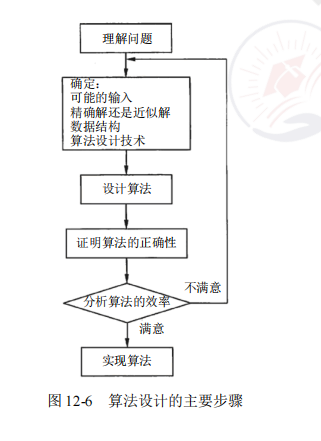 理解问题
确定：
可能的输入
精确解还是近似解
数据结构
算法设计技术
设计算法
证明算法的正确性
分析算法的效率
不满意
满意
实现算法
图 12-6 算法设计的主要步骤